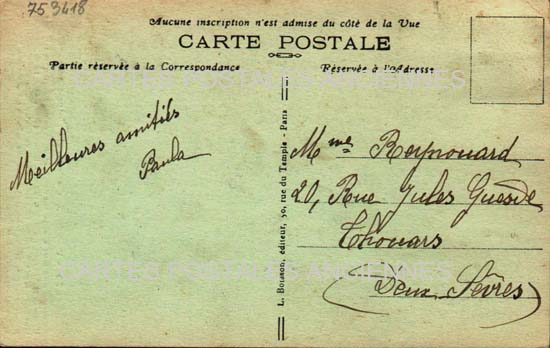 753418
Aucune inscription n'est admise du côté de la Vue
CARTE POSTALE
Partie réservée à la Correspondance
Réservée à l'Adresse
CARTES POSTALES ANCIENNES
Meilleures amitiés
Paula
L. Boisson, éditeur, 50, rue du Temple - Paris
Mme Reynouard
20, Rue Jules Guesde
Thouars
(Deux Sèvres)
CARTES POSTALES ANCIENNES